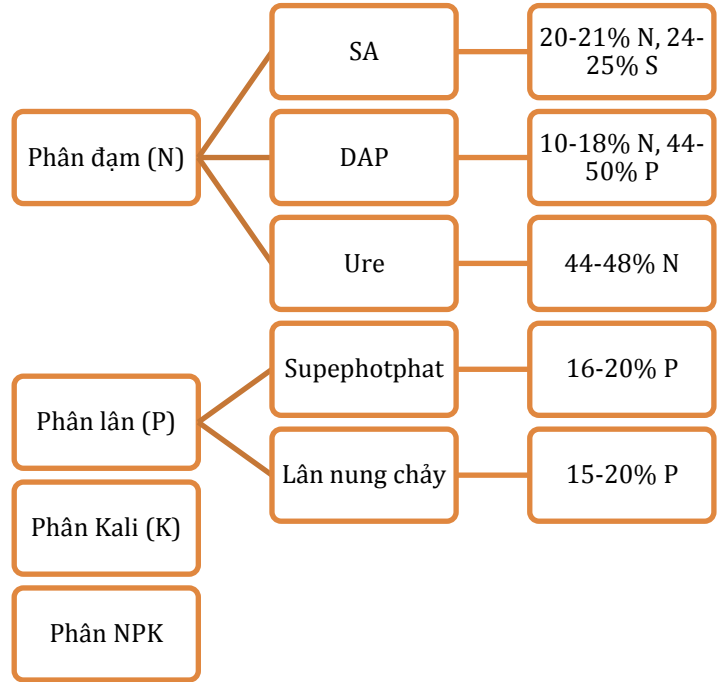 Phân đạm (N)
SA
20-21% N, 24-
25% S
DAP
10-18% N, 44-
50% P
Ure
44-48% N
Phân lân (P)
Supephotphat
16-20% P
Lân nung chảy
15-20% P
Phân Kali (K)
Phân NPK